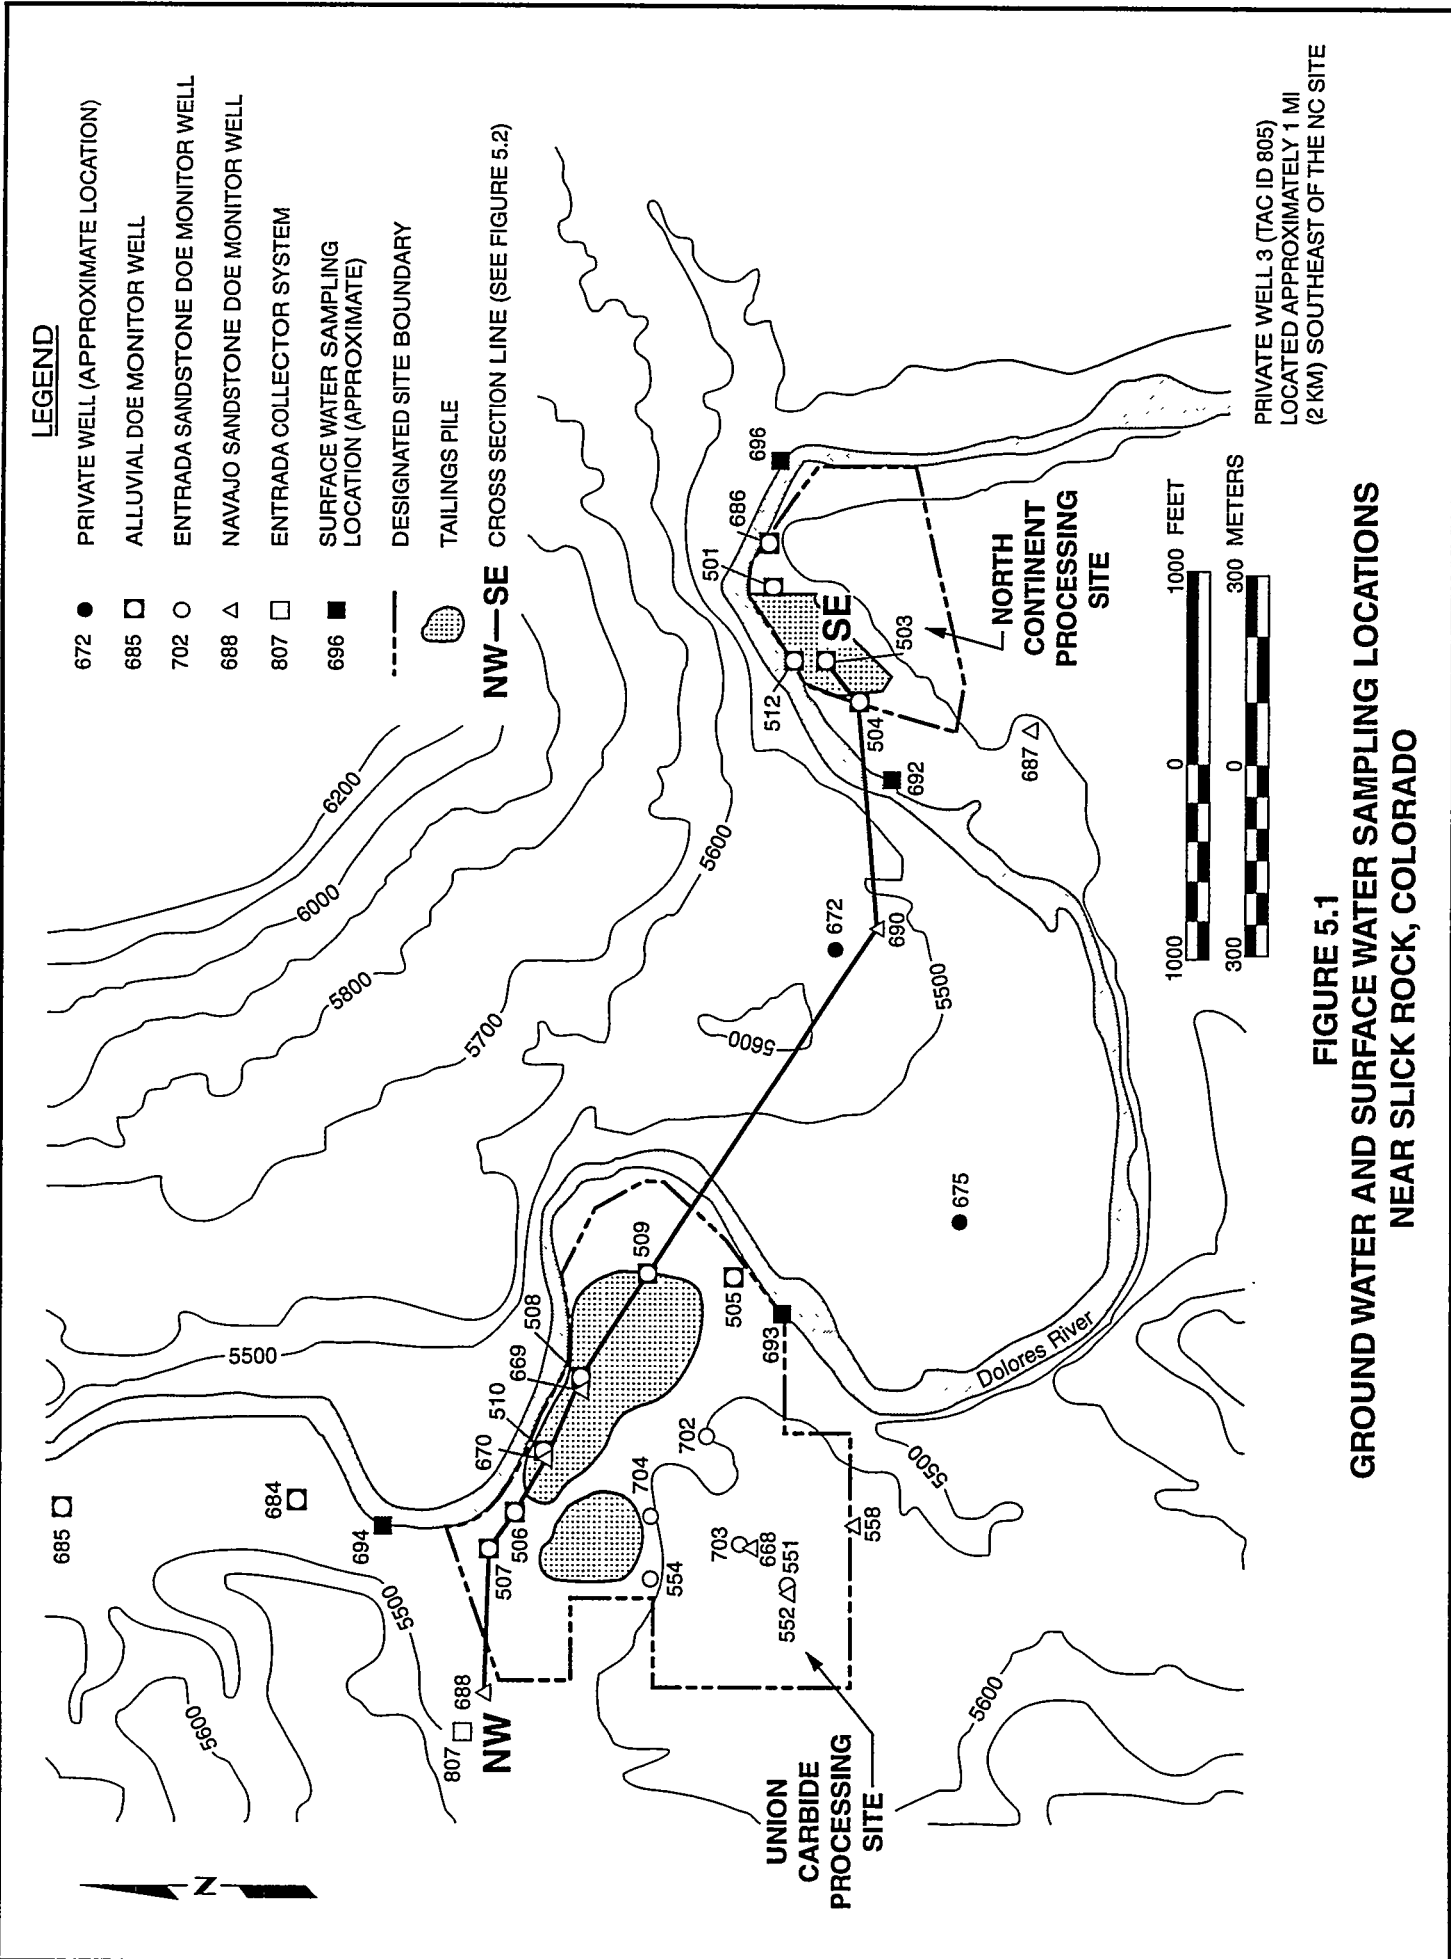 LEGEND
672 PRIVATE WELL (APPROXIMATE LOCATION)
685 ALLUVIAL DOE MONITOR WELL
702 ENTRADA SANDSTONE DOE MONITOR WELL
688 NAVAJO SANDSTONE DOE MONITOR WELL
807 ENTRADA COLLECTOR SYSTEM
696 SURFACE WATER SAMPLING
LOCATION (APPROXIMATE)
DESIGNATED SITE BOUNDARY
TAILINGS PILE
NW—SE CROSS SECTION LINE (SEE FIGURE 5.2)
N
685
684
694
5500
5500
5600
6200
6000
5800
5700
5600
5600
5500
807
688
NW
507
506
670
510
669
508
509
505
693
704
554
702
703
668
552
551
558
5500
5600
672
690
675
692
504
512
503
501
686
696
SE
687
Dolores River
UNION
CARBIDE
PROCESSING
SITE
NORTH
CONTINENT
PROCESSING
SITE
1000 0 1000 FEET
300 0 300 METERS
PRIVATE WELL 3 (TAC ID 805)
LOCATED APPROXIMATELY 1 MI
(2 KM) SOUTHEAST OF THE NC SITE
FIGURE 5.1
GROUND WATER AND SURFACE WATER SAMPLING LOCATIONS
NEAR SLICK ROCK, COLORADO